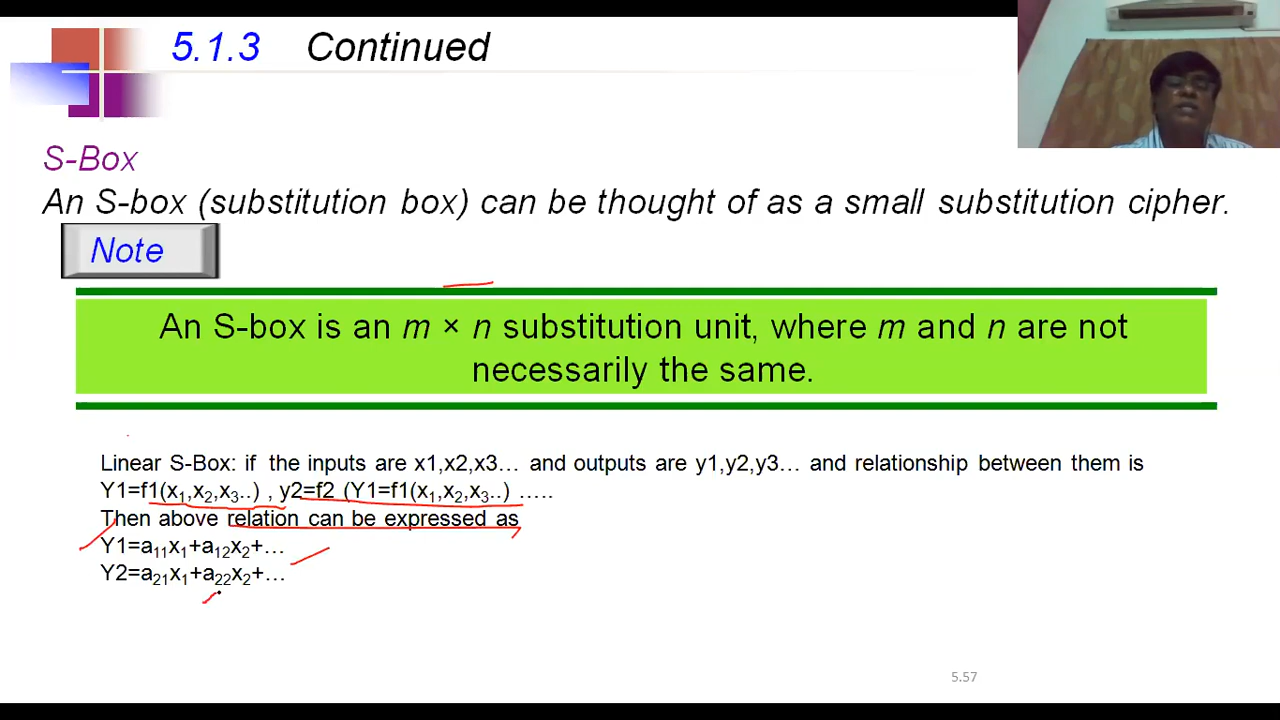 5.1.3 Continued
S-Box
An S-box (substitution box) can be thought of as a small substitution cipher.
Note
An S-box is an m × n substitution unit, where m and n are not
necessarily the same.
Linear S-Box: if the inputs are x1,x2,x3… and outputs are y1,y2,y3… and relationship between them is
Y1=f1(x₁,x₂,x₃..) , y2=f2 (Y1=f1(x₁,x₂,x₃..) …..
Then above relation can be expressed as
Y1=a₁₁x₁+a₁₂x₂+…
Y2=a₂₁x₁+a₂₂x₂+…
5.57